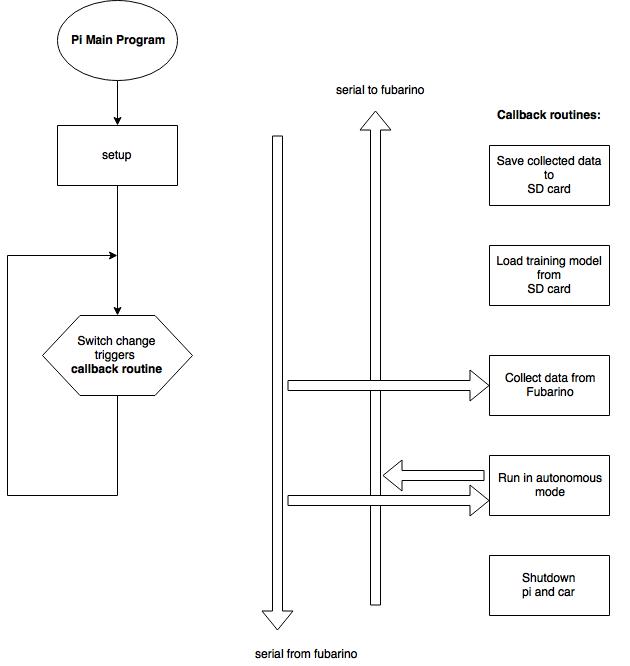 Pi Main Program
setup
Switch change
triggers
callback routine
serial to fubarino
serial from fubarino
Callback routines:
Save collected data
to
SD card
Load training model
from
SD card
Collect data from
Fubarino
Run in autonomous
mode
Shutdown
pi and car